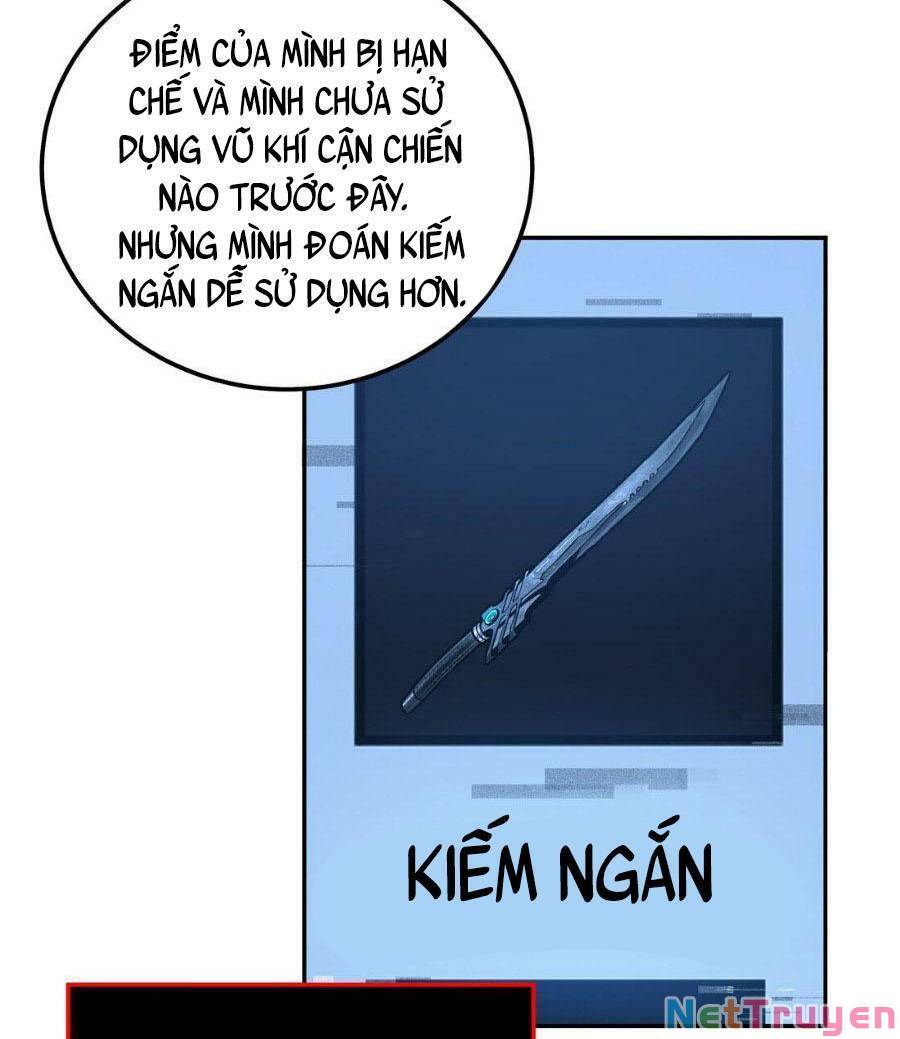 ĐIỂM CỦA MÌNH BỊ HẠN
CHẾ VÀ MÌNH CHƯA SỬ
DỤNG VŨ KHÍ CẬN CHIẾN
NÀO TRƯỚC ĐÂY.
NHƯNG MÌNH ĐOÁN KIẾM
NGẮN DỄ SỬ DỤNG HƠN.
KIẾM NGẮN
NetTruyen